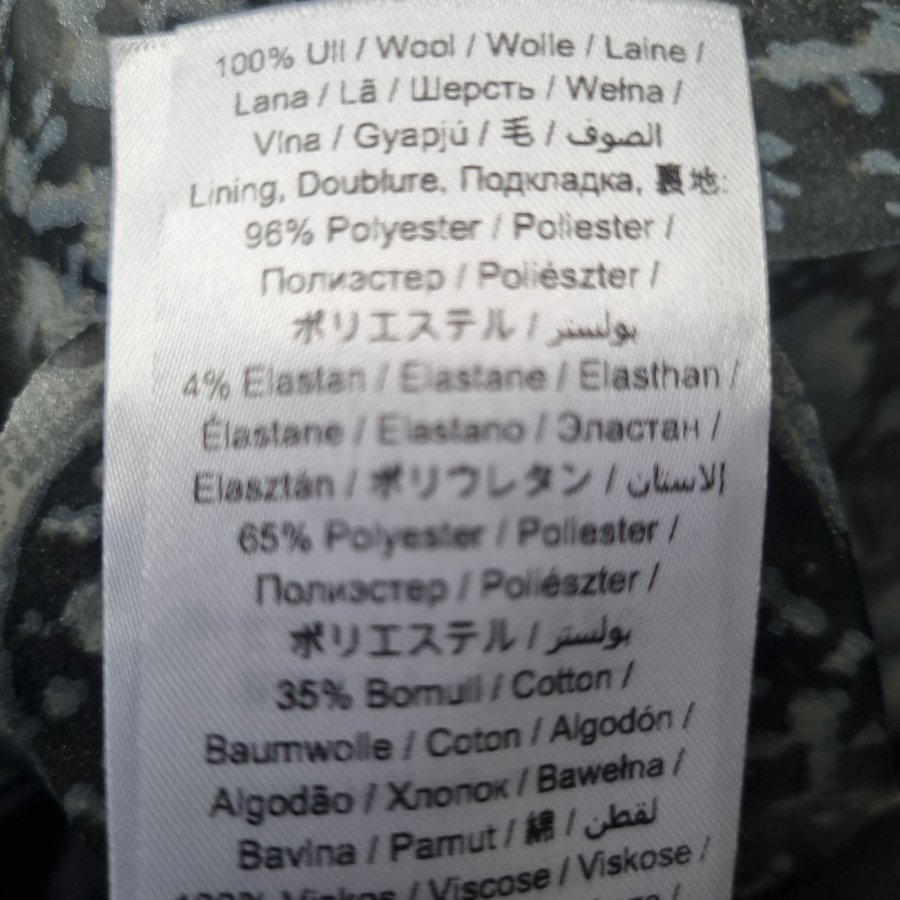 100% Ull / Wool / Wolle / Laine /
Lana / Lã / Шерсть / Wełna /
Vlna / Gyapjú / 毛 / الصوف
Lining, Doublure, Подкладка, 裏地:
96% Polyester / Poliester /
Полиэстер / Poliészter /
ポリエステル / بولستر
4% Elastan / Elastane / Elasthan /
Élastane / Elastano / Эластан /
Elasztán / ポリウレタン / الاستان
65% Polyester / Poliester /
Полиэстер / Poliészter /
ポリエステル / بولستر
35% Bomull / Cotton /
Baumwolle / Coton / Algodón /
Algodão / Хлопок / Bawełna /
Bavlna / Pamut / 綿 / لقطن
100% Viskos / Viscose / Viskose /